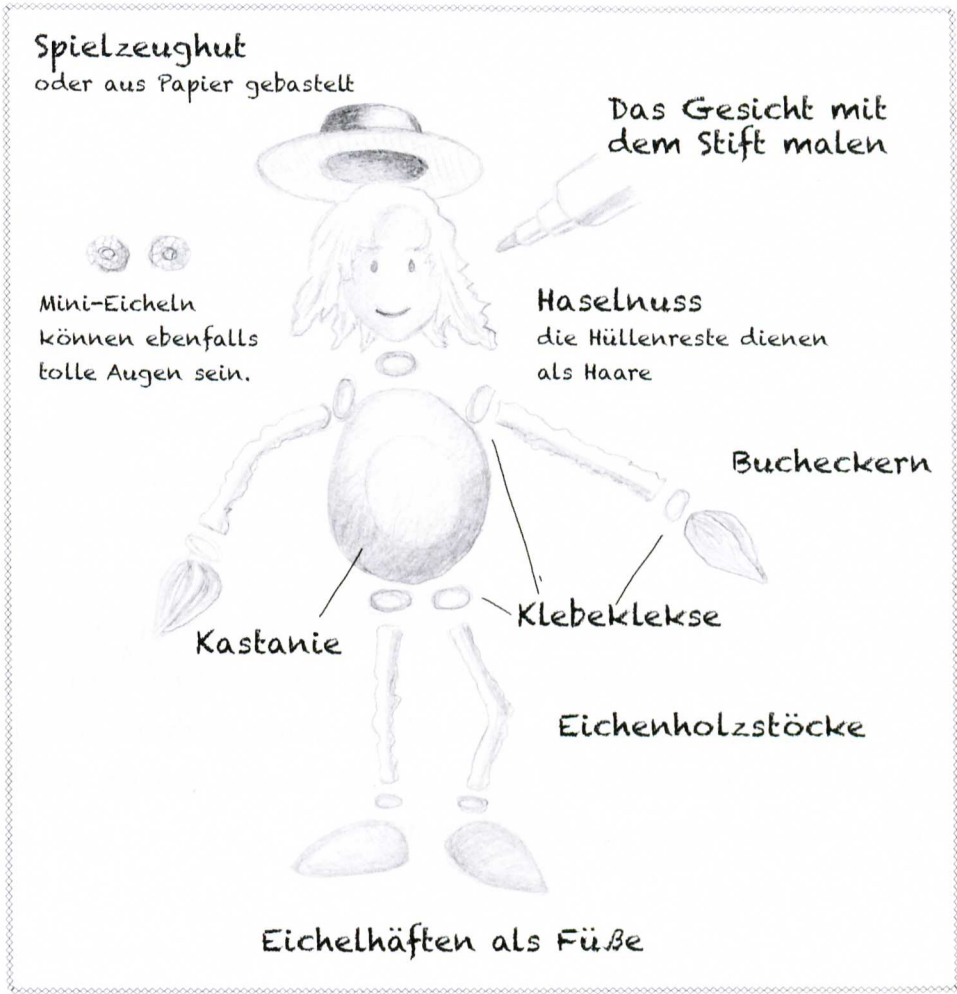 Spielzeughut
oder aus Papier gebastelt
Das Gesicht mit
dem Stift malen
Mini-Eicheln
können ebenfalls
tolle Augen sein.
Haselnuss
die Hüllenreste dienen
als Haare
Bucheckern
Klebeklekse
Kastanie
Eichenholzstöcke
Eichelhäften als Füße